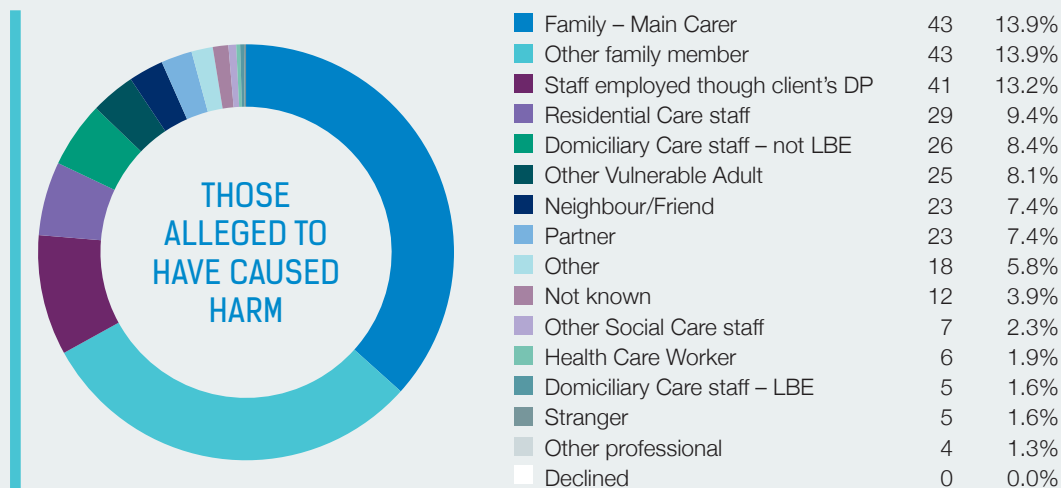 THOSE
ALLEGED TO
HAVE CAUSED
HARM
Family – Main Carer 43 13.9%
Other family member 43 13.9%
Staff employed though client's DP 41 13.2%
Residential Care staff 29 9.4%
Domiciliary Care staff – not LBE 26 8.4%
Other Vulnerable Adult 25 8.1%
Neighbour/Friend 23 7.4%
Partner 23 7.4%
Other 18 5.8%
Not known 12 3.9%
Other Social Care staff 7 2.3%
Health Care Worker 6 1.9%
Domiciliary Care staff – LBE 5 1.6%
Stranger 5 1.6%
Other professional 4 1.3%
Declined 0 0.0%